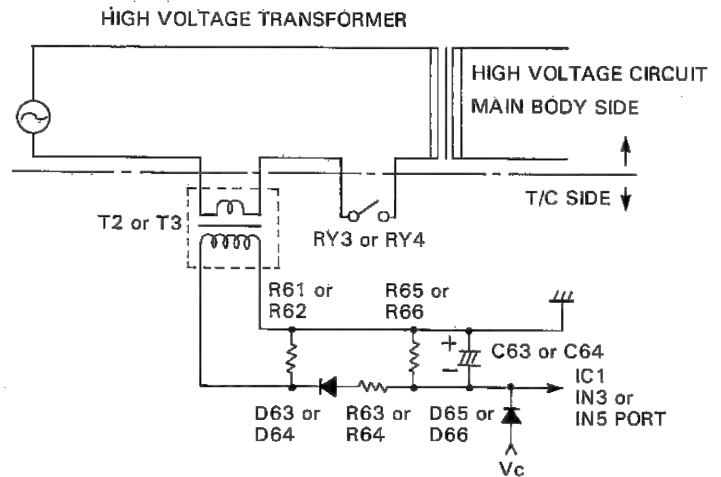 HIGH VOLTAGE TRANSFORMER
HIGH VOLTAGE CIRCUIT
MAIN BODY SIDE
T/C SIDE
T2 or T3
RY3 or RY4
R61 or
R62
R65 or
R66
+
−
C63 or C64
IC1
IN3 or
IN5 PORT
D63 or
D64
R63 or
R64
D65 or
D66
Vc